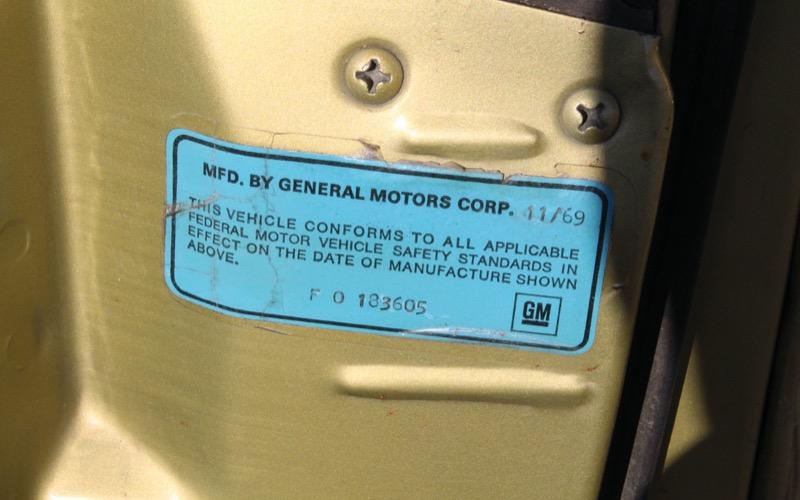 MFD. BY GENERAL MOTORS CORP. 11/69
THIS VEHICLE CONFORMS TO ALL APPLICABLE
FEDERAL MOTOR VEHICLE SAFETY STANDARDS IN
EFFECT ON THE DATE OF MANUFACTURE SHOWN
ABOVE.
F 0 183605
GM